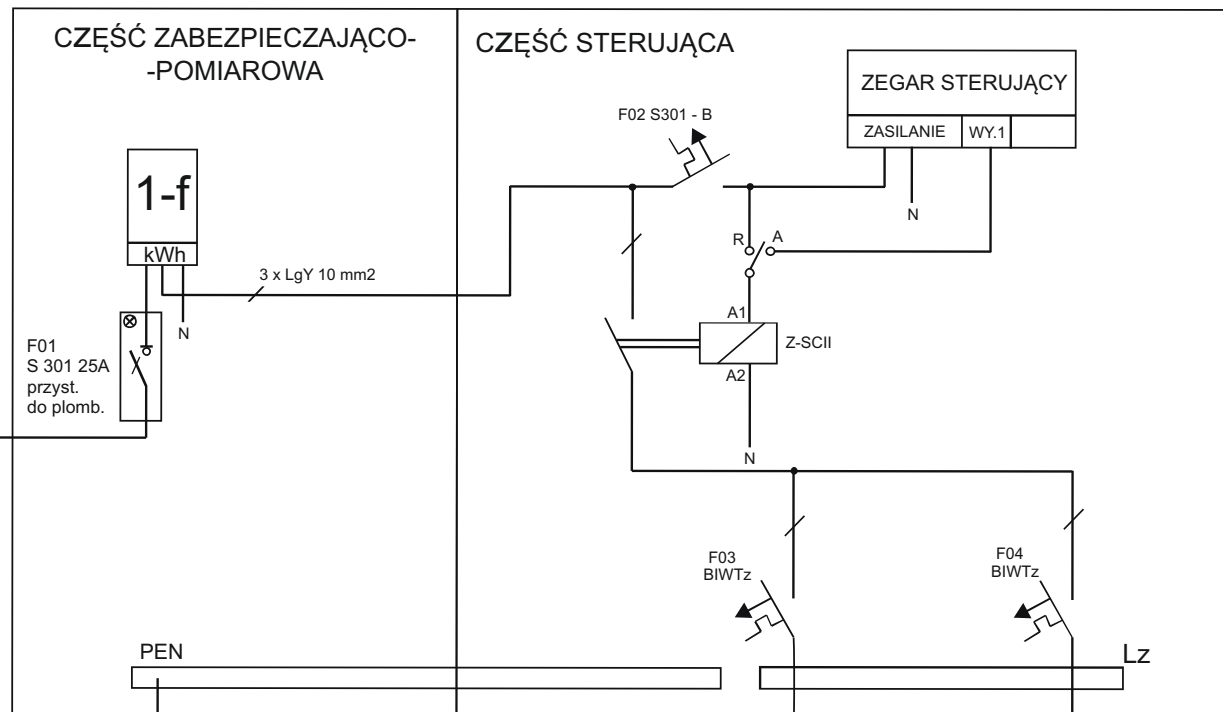 CZĘŚĆ ZABEZPIECZAJĄCO-
-POMIAROWA
CZĘŚĆ STERUJĄCA
ZEGAR STERUJĄCY
ZASILANIE
WY.1
F02 S301 - B
1-f
kWh
N
3 x LgY 10 mm2
N
R
A
F01
S 301 25A
przyst.
do plomb.
A1
Z-SCII
A2
N
F03
BIWTz
F04
BIWTz
PEN
Lz